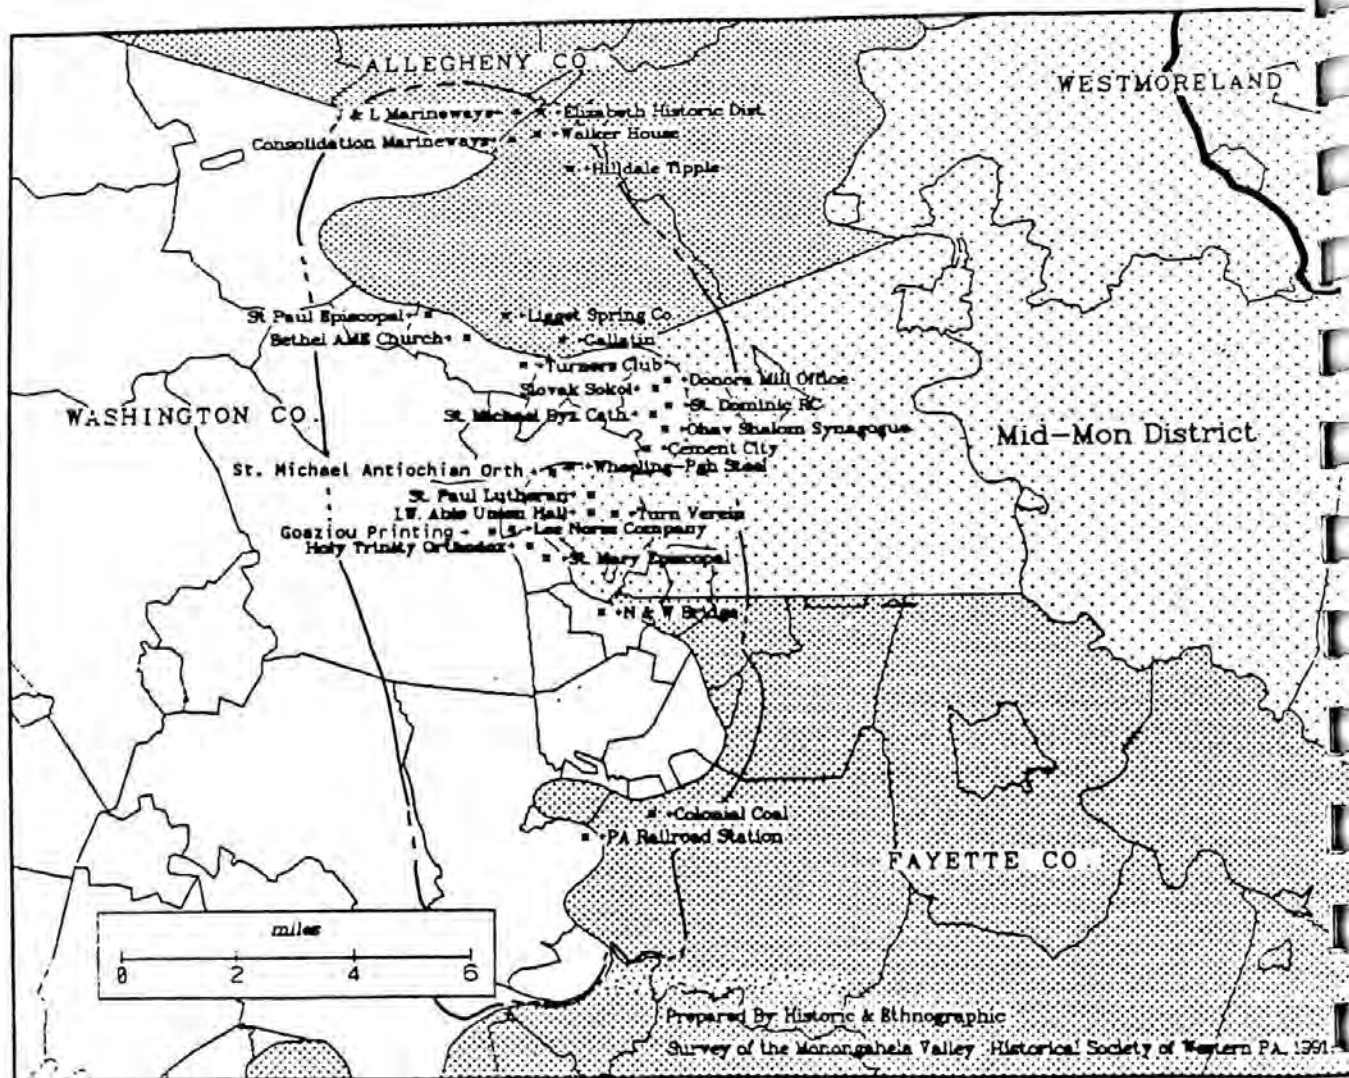 ALLEGHENY CO.
WESTMORELAND
& L Marineways
Elizabeth Historic Dist.
Consolidation Marineways
Walker House
Hilldale Tipple
St Paul Episcopal
Ligget Spring Co
Bethel AME Church
Gallatin
Turners Club
Donora Mill Office
Slovak Sokol
St. Dominic RC
WASHINGTON CO.
St. Michael Byz Cath
Ohav Shalom Synagogue
Mid-Mon District
Cement City
St. Michael Antiochian Orth
Wheeling-Pgh Steel
St. Paul Lutheran
I.W. Able Union Hall
Turn Verein
Goaziou Printing
Lee Norse Company
Holy Trinity Orthodox
St. Mary Episcopal
N & W Bridge
Colonial Coal
PA Railroad Station
FAYETTE CO.
miles
0 2 4 6
Prepared By Historic & Ethnographic
Survey of the Monongahela Valley Historical Society of Western PA. 1991.